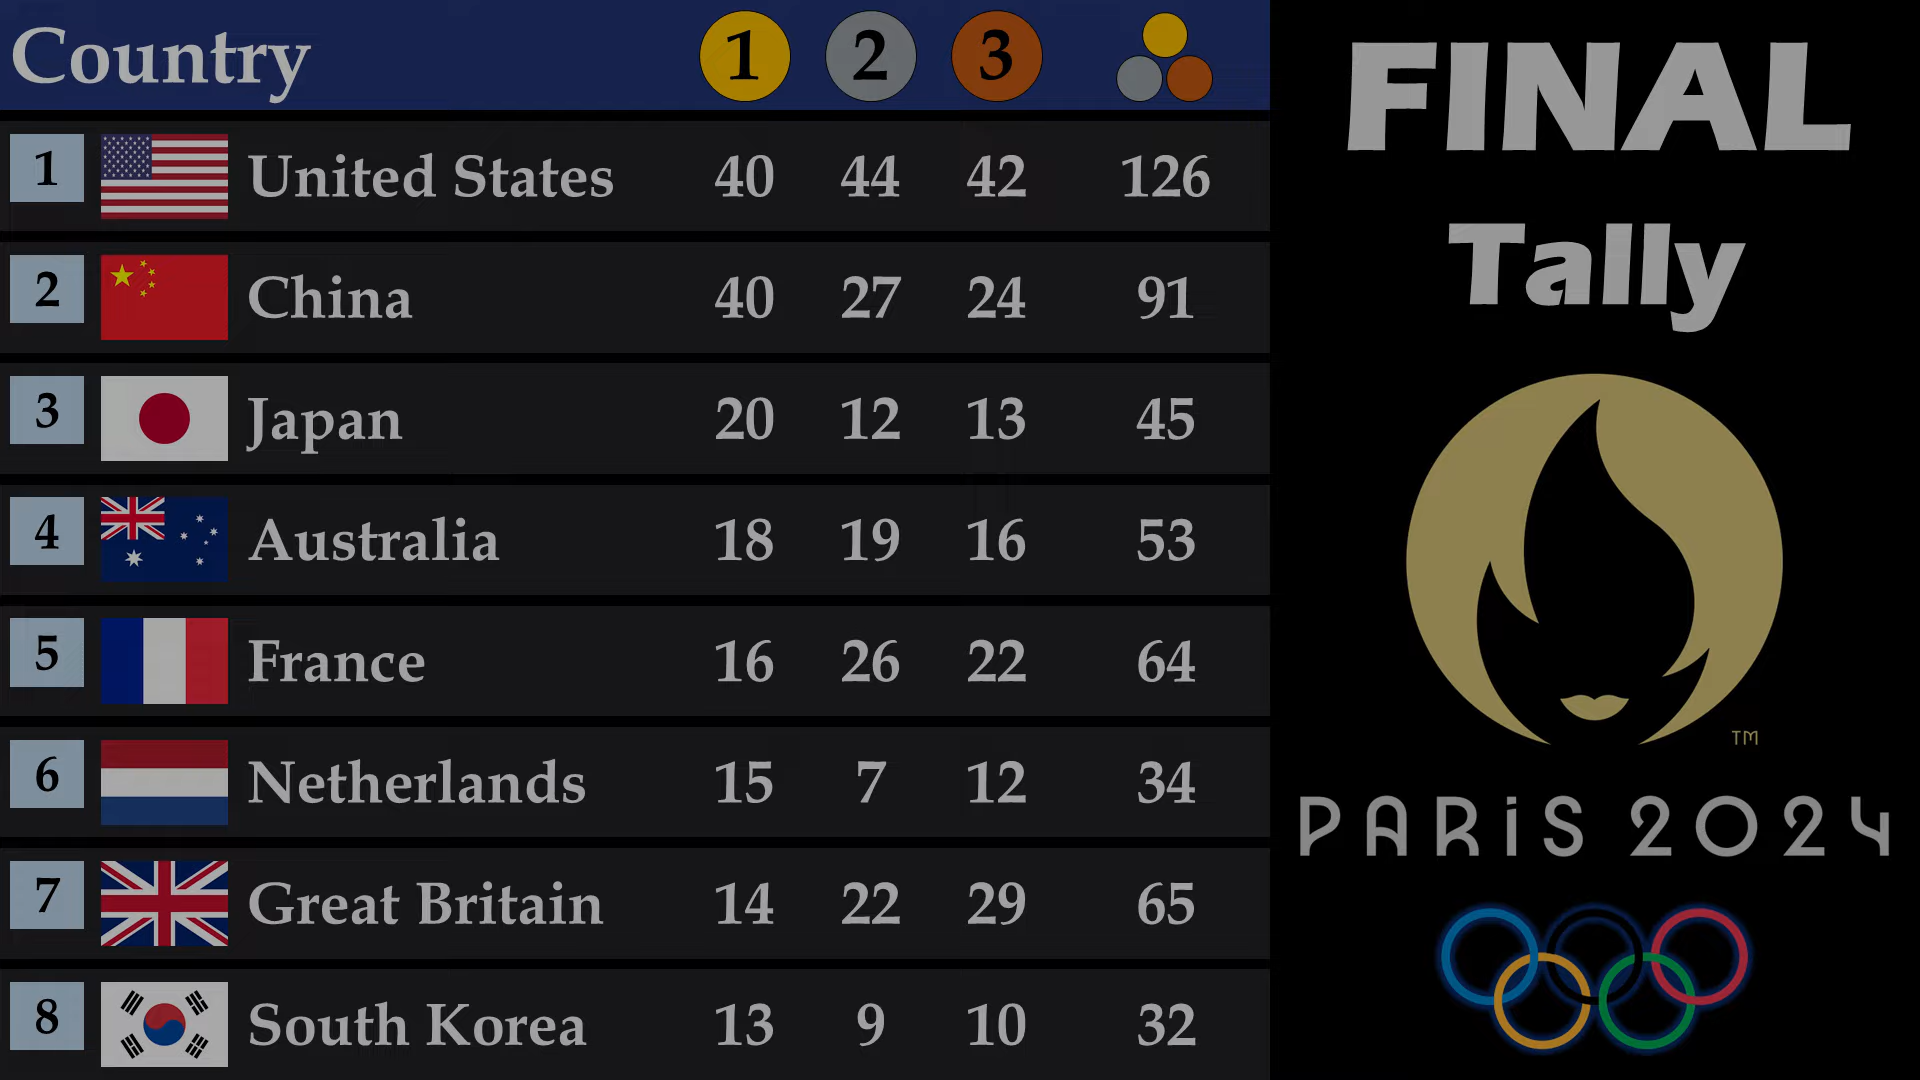 Country 1 2 3
1 United States 40 44 42 126
2 China 40 27 24 91
3 Japan 20 12 13 45
4 Australia 18 19 16 53
5 France 16 26 22 64
6 Netherlands 15 7 12 34
7 Great Britain 14 22 29 65
8 South Korea 13 9 10 32
FINAL
Tally
TM
PARIS 2024